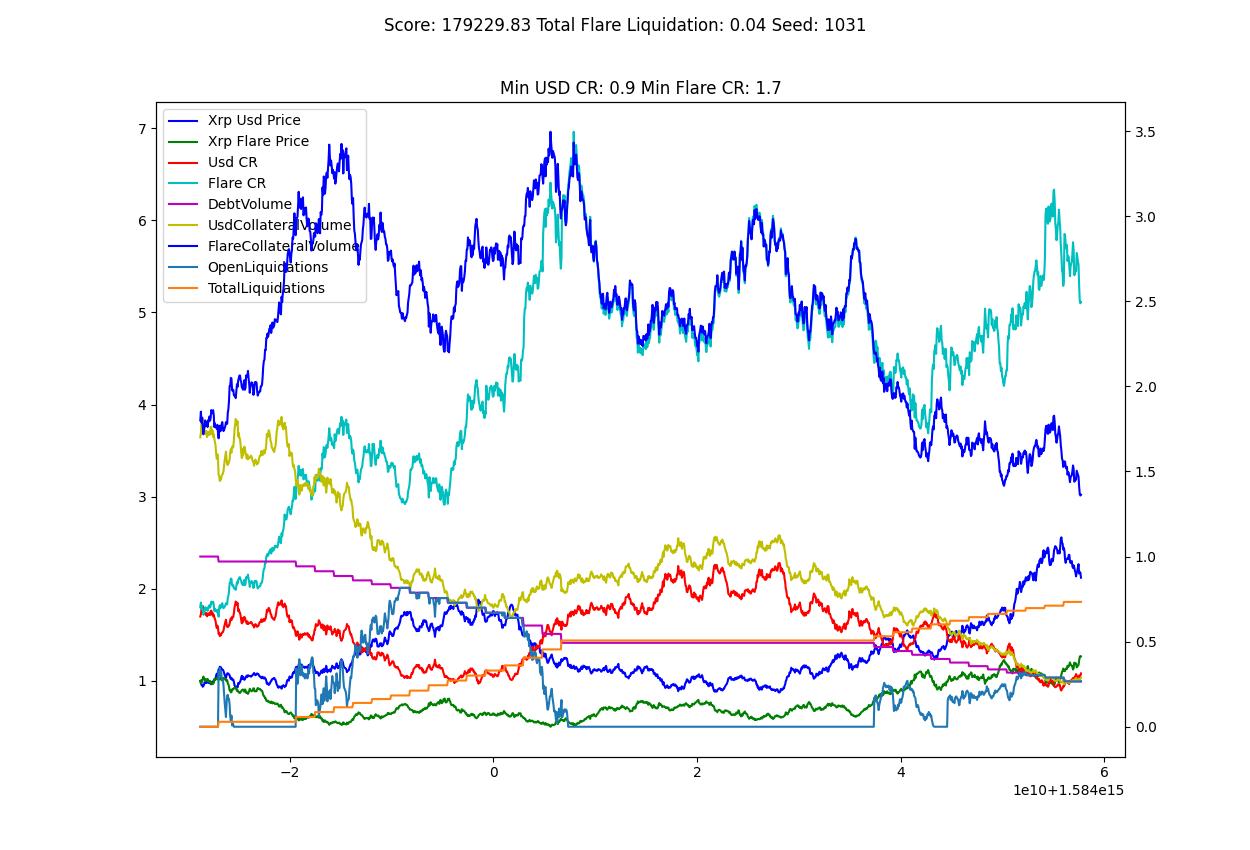 Score: 179229.83 Total Flare Liquidation: 0.04 Seed: 1031
Min USD CR: 0.9 Min Flare CR: 1.7
Xrp Usd Price
Xrp Flare Price
Usd CR
Flare CR
DebtVolume
UsdCollateralVolume
FlareCollateralVolume
OpenLiquidations
TotalLiquidations
7
6
5
4
3
2
1
3.5
3.0
2.5
2.0
1.5
1.0
0.5
0.0
−2
0
2
4
6
1e10+1.584e15